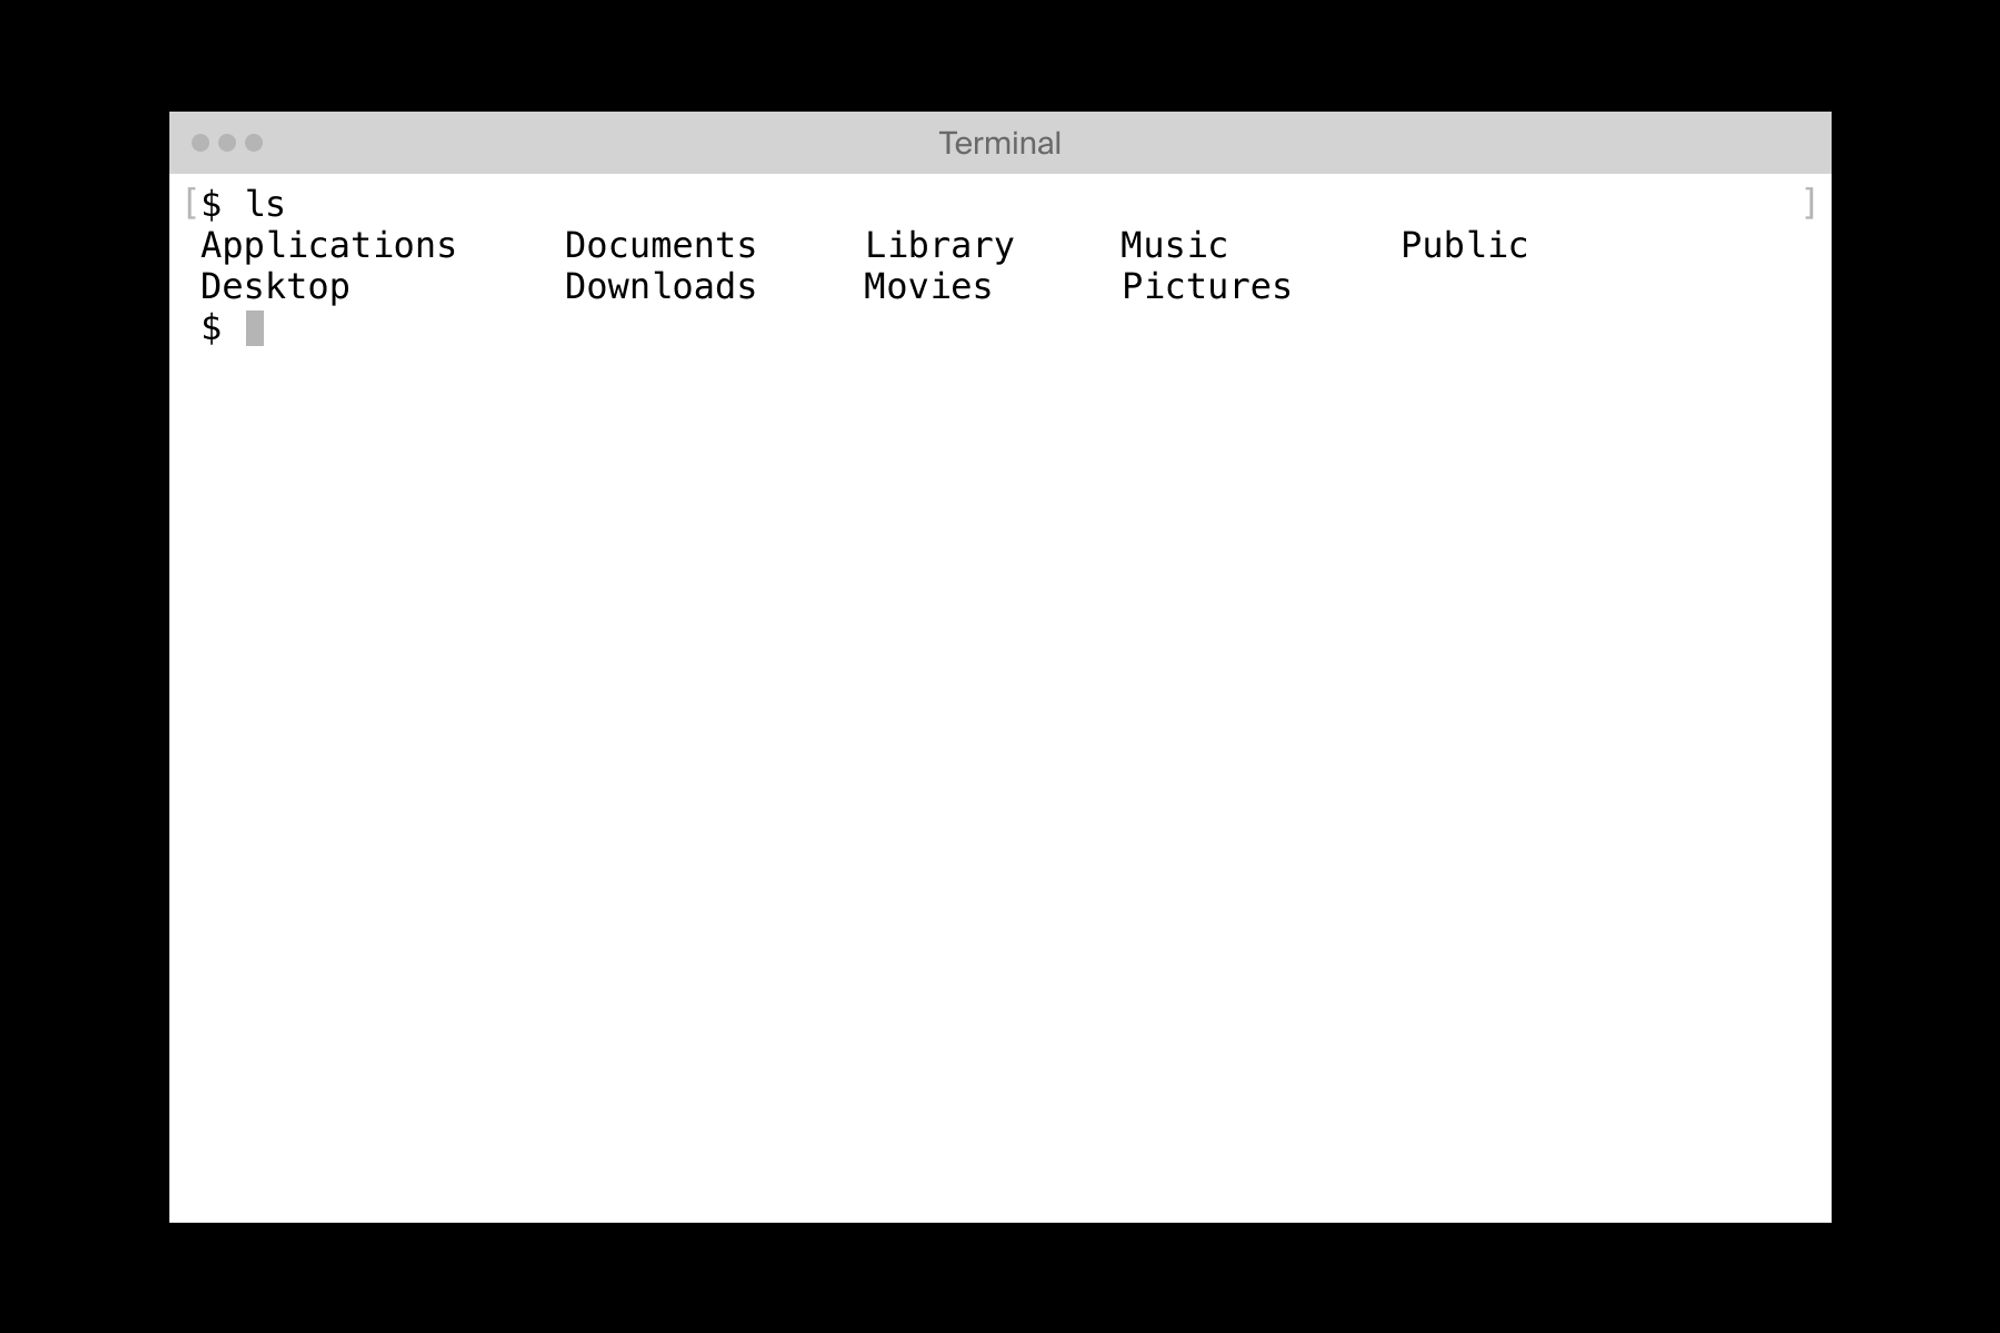 Terminal
[$ ls ]
Applications Documents Library Music Public
Desktop Downloads Movies Pictures
$